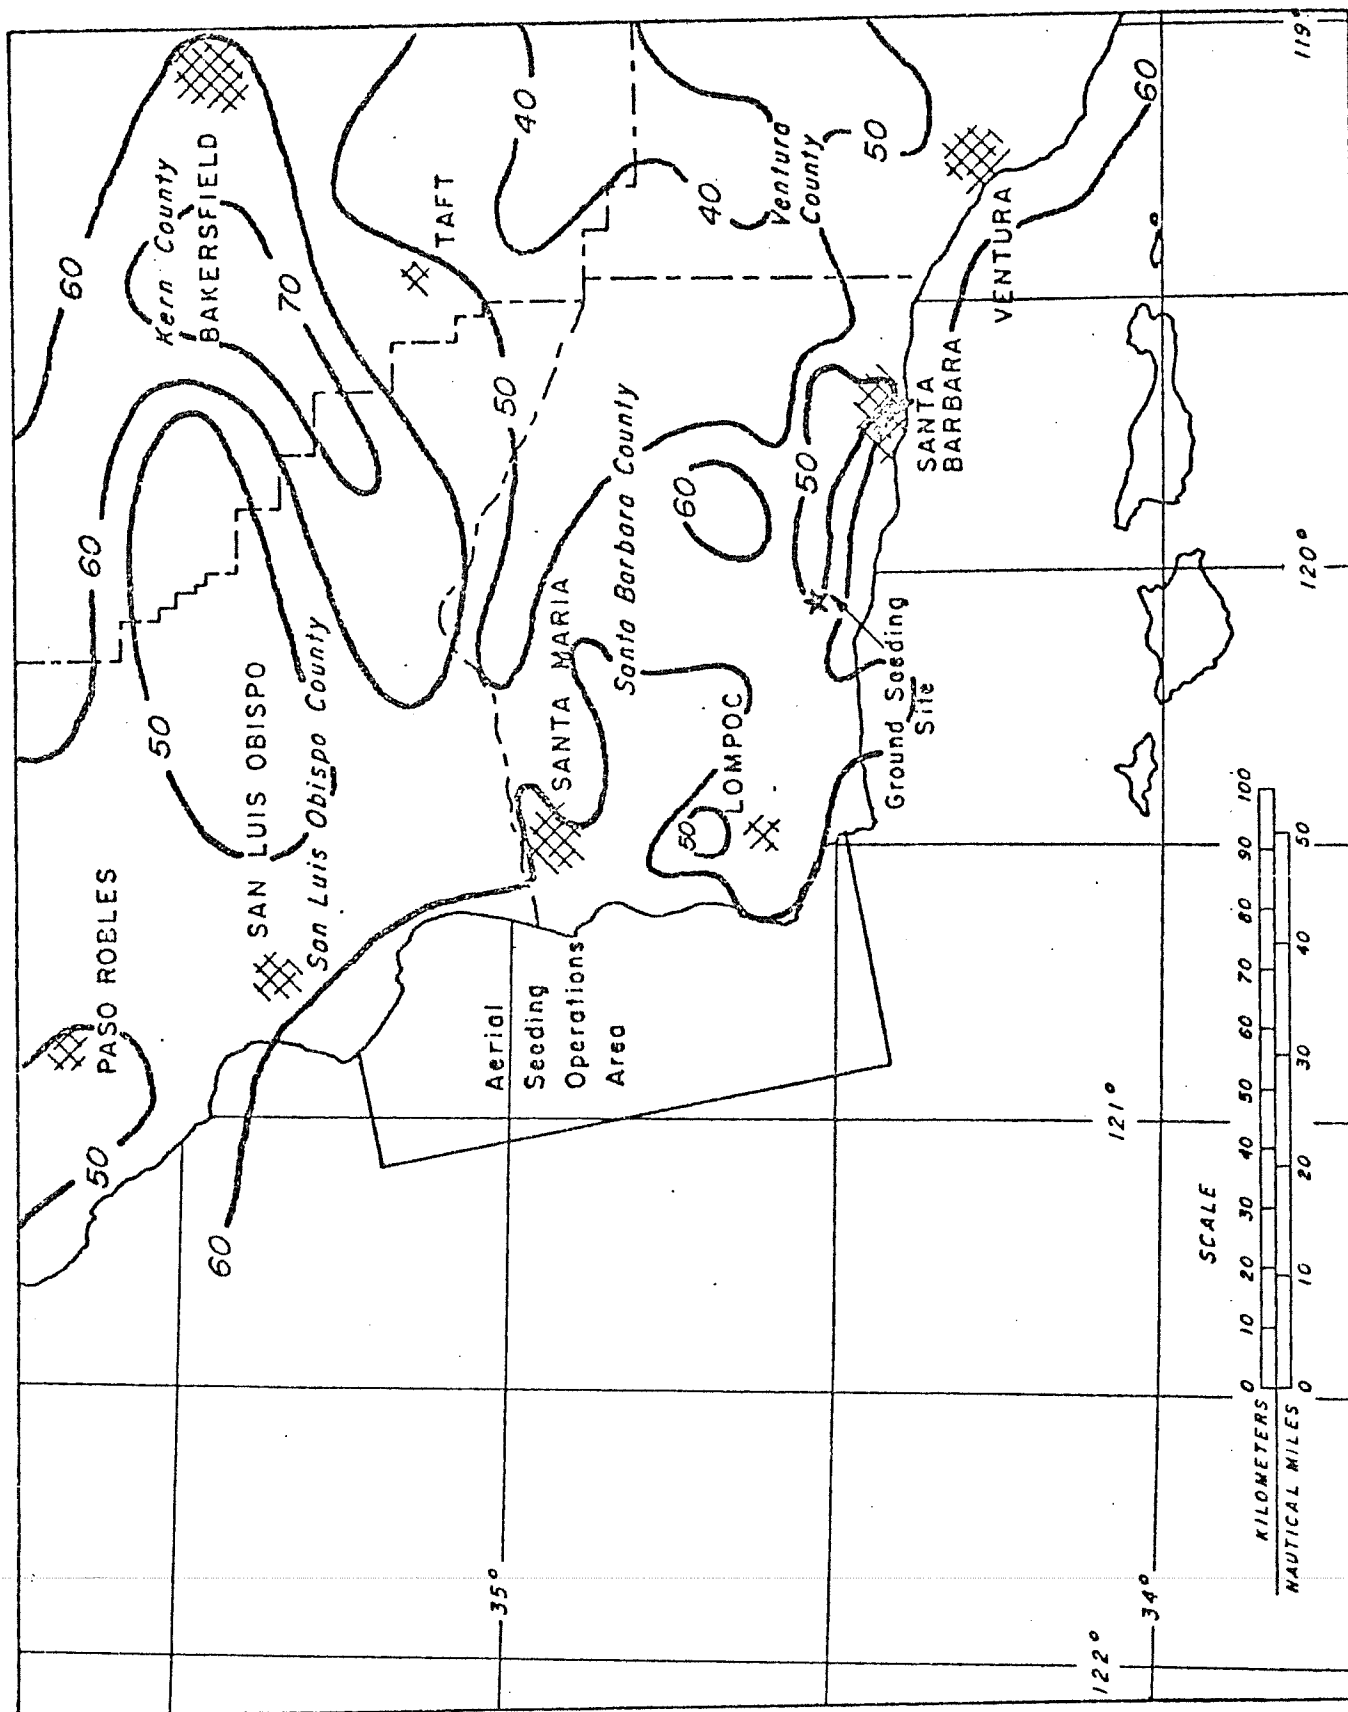 PASO ROBLES
SAN LUIS OBISPO
San Luis Obispo County
Kern County
BAKERSFIELD
TAFT
SANTA MARIA
Santa Barbara County
LOMPOC
Ventura
County
VENTURA
SANTA
BARBARA
Ground Seeding
Site
Aerial
Seeding
Operations
Area
50
60
50
60
60
70
50
40
40
50
60
50
50
60
60
35°
34°
122°
121°
120°
119°
SCALE
KILOMETERS
0 10 20 30 40 50 60 70 80 90 100
NAUTICAL MILES
0 10 20 30 40 50